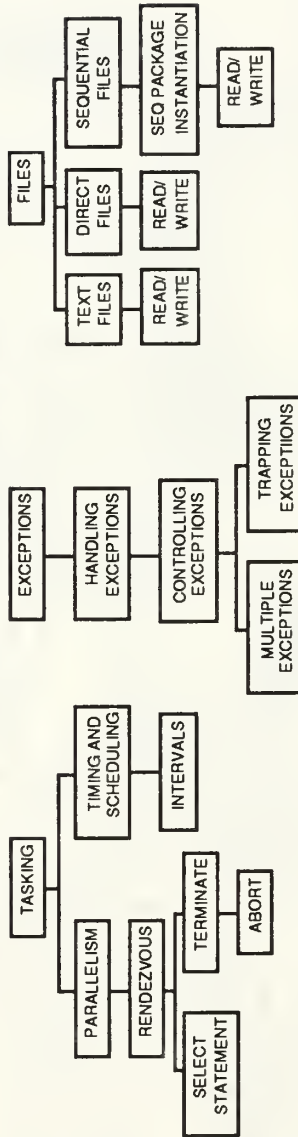 TASKING
PARALLELISM
TIMING AND
SCHEDULING
RENDEZVOUS
INTERVALS
SELECT
STATEMENT
TERMINATE
ABORT
EXCEPTIONS
HANDLING
EXCEPTIONS
CONTROLLING
EXCEPTIONS
MULTIPLE
EXCEPTIONS
TRAPPING
EXCEPTIIONS
FILES
TEXT
FILES
DIRECT
FILES
SEQUENTIAL
FILES
READ/
WRITE
READ/
WRITE
SEQ PACKAGE
INSTANTIATION
READ/
WRITE